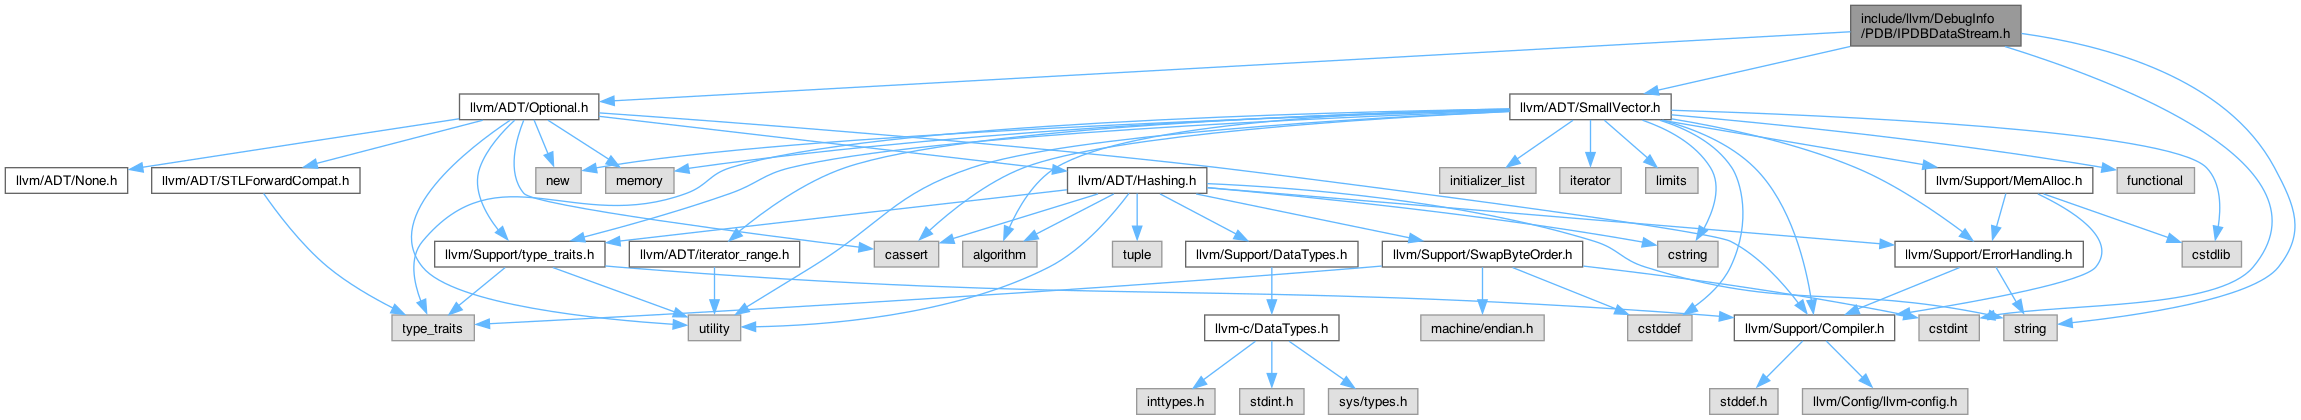 include/llvm/DebugInfo
/PDB/IPDBDataStream.h
llvm/ADT/Optional.h
llvm/ADT/SmallVector.h
llvm/ADT/None.h
llvm/ADT/STLForwardCompat.h
new
memory
llvm/ADT/Hashing.h
initializer_list
iterator
limits
llvm/Support/MemAlloc.h
functional
llvm/Support/type_traits.h
llvm/ADT/iterator_range.h
cassert
algorithm
tuple
llvm/Support/DataTypes.h
llvm/Support/SwapByteOrder.h
cstring
llvm/Support/ErrorHandling.h
cstdlib
type_traits
utility
llvm-c/DataTypes.h
machine/endian.h
cstddef
llvm/Support/Compiler.h
cstdint
string
inttypes.h
stdint.h
sys/types.h
stddef.h
llvm/Config/llvm-config.h